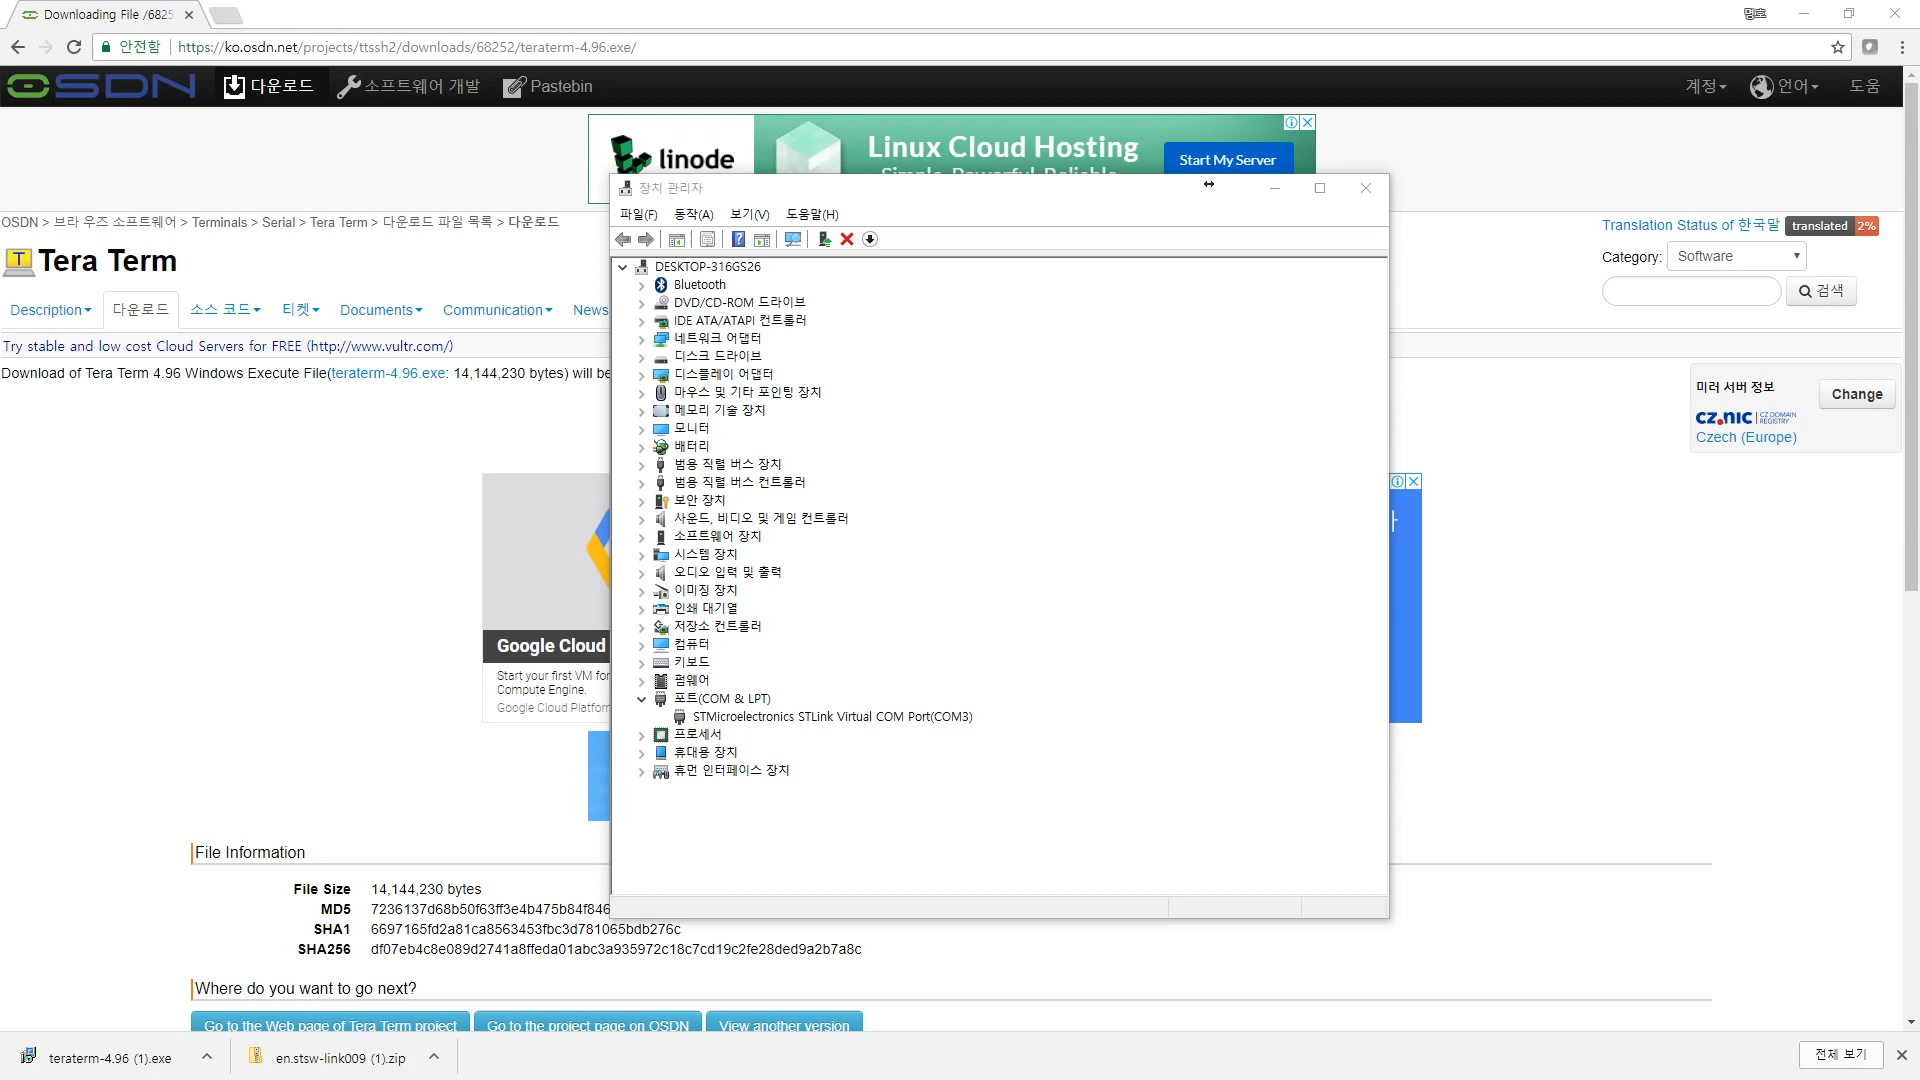 Downloading File /6825
명호
안전함 https://ko.osdn.net/projects/ttssh2/downloads/68252/teraterm-4.96.exe/
OSDN 다운로드 소프트웨어 개발 Pastebin 계정 언어 도움
linode
Linux Cloud Hosting
Start My Server
OSDN > 브라 우즈 소프트웨어 > Terminals > Serial > Tera Term > 다운로드 파일 목록 > 다운로드
Translation Status of 한국말 translated 2%
Tera Term
Category: Software
검색
Description 다운로드 소스 코드 티켓 Documents Communication News
Try stable and low cost Cloud Servers for FREE (http://www.vultr.com/)
Download of Tera Term 4.96 Windows Execute File(teraterm-4.96.exe: 14,144,230 bytes) will be
미러 서버 정보
Change
CZ.NIC CZ DOMAIN REGISTRY
Czech (Europe)
Google Cloud
Start your first VM for
Compute Engine.
Google Cloud Platform
장치 관리자
파일(F) 동작(A) 보기(V) 도움말(H)
DESKTOP-316GS26
Bluetooth
DVD/CD-ROM 드라이브
IDE ATA/ATAPI 컨트롤러
네트워크 어댑터
디스크 드라이브
디스플레이 어댑터
마우스 및 기타 포인팅 장치
메모리 기술 장치
모니터
배터리
범용 직렬 버스 장치
범용 직렬 버스 컨트롤러
보안 장치
사운드, 비디오 및 게임 컨트롤러
소프트웨어 장치
시스템 장치
오디오 입력 및 출력
이미징 장치
인쇄 대기열
저장소 컨트롤러
컴퓨터
키보드
펌웨어
포트(COM & LPT)
STMicroelectronics STLink Virtual COM Port(COM3)
프로세서
휴대용 장치
휴먼 인터페이스 장치
File Information
File Size 14,144,230 bytes
MD5 7236137d68b50f63ff3e4b475b84f846
SHA1 6697165fd2a81ca8563453fbc3d781065bdb276c
SHA256 df07eb4c8e089d2741a8ffeda01abc3a935972c18c7cd19c2fe28ded9a2b7a8c
Where do you want to go next?
Go to the Web page of Tera Term project Go to the project page on OSDN View another version
teraterm-4.96 (1).exe en.stsw-link009 (1).zip 전체 보기